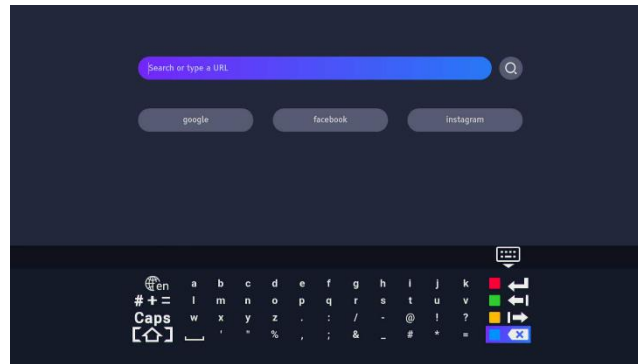 Search or type a URL
google facebook instagram
en a b c d e f g h i j k
#+= l m n o p q r s t u v
Caps w x y z . : / - @ ! ?
' " % , ; & _ # * =